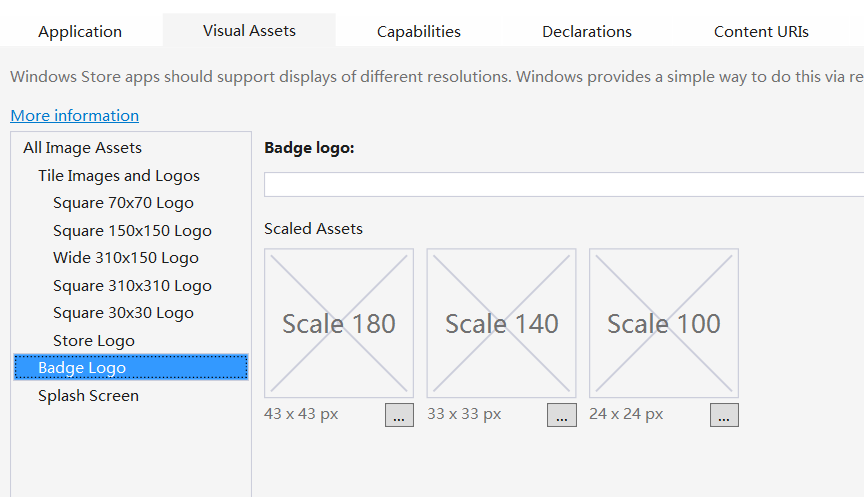 Application Visual Assets Capabilities Declarations Content URIs
Windows Store apps should support displays of different resolutions. Windows provides a simple way to do this via re
More information
All Image Assets
Tile Images and Logos
Square 70x70 Logo
Square 150x150 Logo
Wide 310x150 Logo
Square 310x310 Logo
Square 30x30 Logo
Store Logo
Badge Logo
Splash Screen
Badge logo:
Scaled Assets
Scale 180 Scale 140 Scale 100
43 x 43 px ... 33 x 33 px ... 24 x 24 px ...